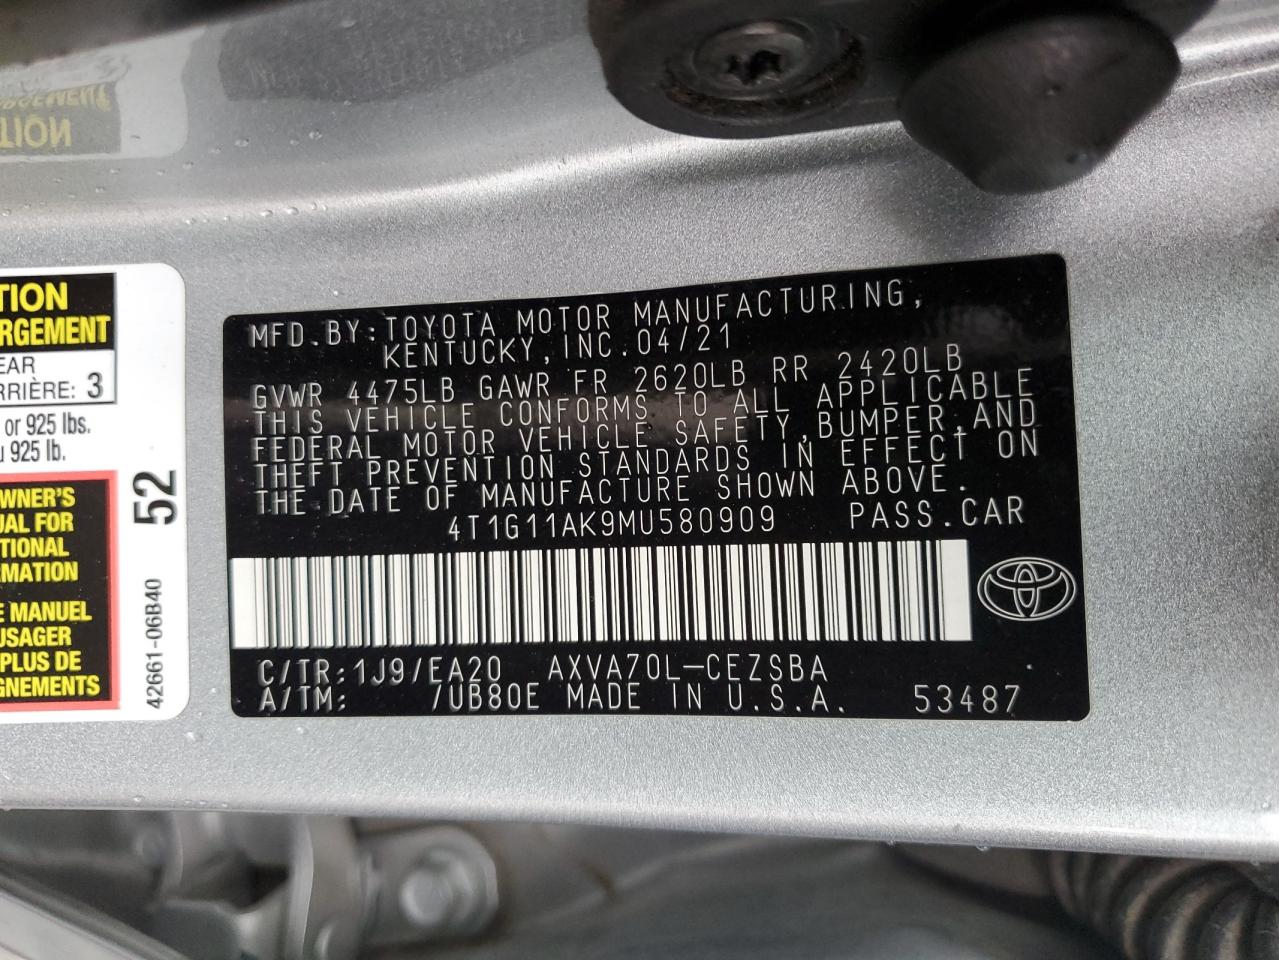 TION
RGEMENT
EAR
RRIÈRE: 3
or 925 lbs.
925 lb.
WNER'S
UAL FOR
TIONAL
MATION
E MANUEL
USAGER
PLUS DE
GNEMENTS
52
42661-06B40
MFD.BY:TOYOTA MOTOR MANUFACTURING,
KENTUCKY,INC.04/21
GVWR 4475LB GAWR FR 2620LB RR 2420LB
THIS VEHICLE CONFORMS TO ALL APPLICABLE
FEDERAL MOTOR VEHICLE SAFETY,BUMPER,AND
THEFT PREVENTION STANDARDS IN EFFECT ON
THE DATE OF MANUFACTURE SHOWN ABOVE.
4T1G11AK9MU580909 PASS.CAR
C/TR:1J9/EA20 AXVA70L-CEZSBA
A/TM: /UB80E MADE IN U.S.A. 53487